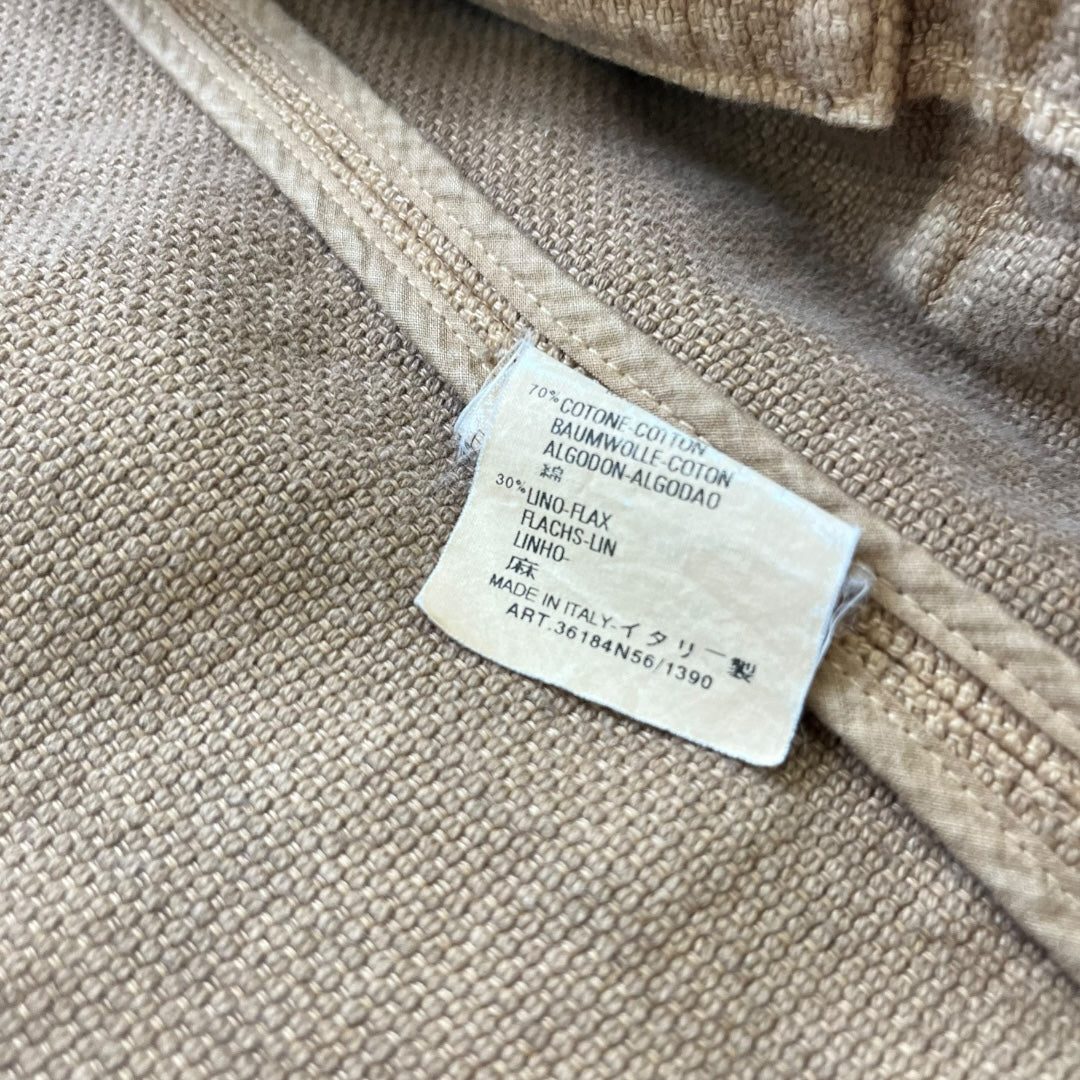 70% COTONE-COTTON
BAUMWOLLE-COTON
ALGODON-ALGODAO
綿
30% LINO-FLAX
FLACHS-LIN
LINHO-
麻
MADE IN ITALY-イタリー製
ART.36184N56/1390